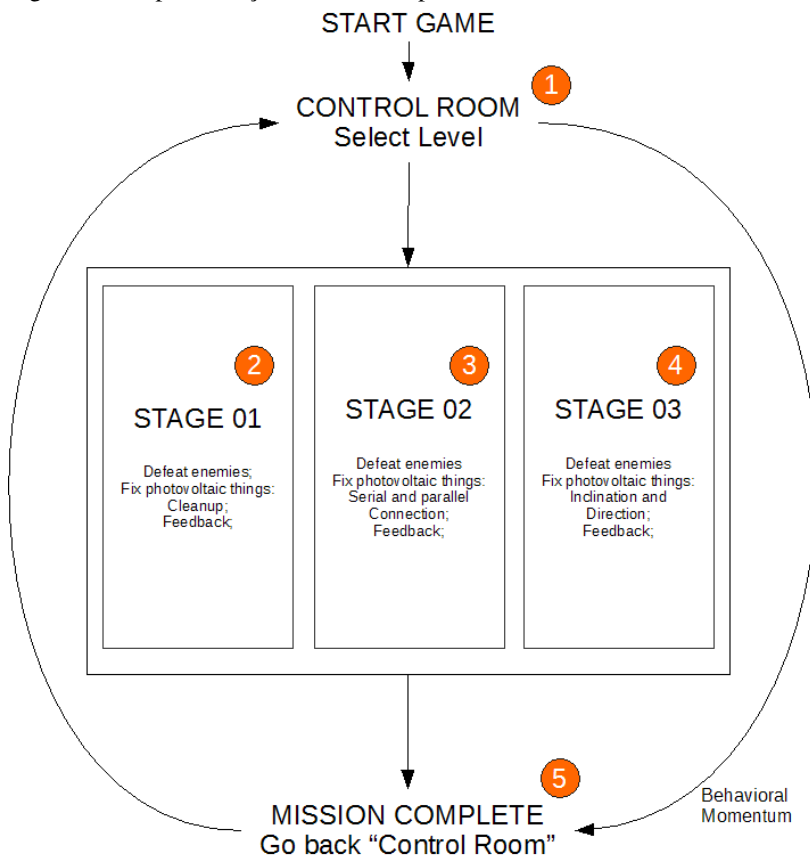 START GAME
1
CONTROL ROOM
Select Level
2
STAGE 01
Defeat enemies;
Fix photovoltaic things:
Cleanup;
Feedback;
3
STAGE 02
Defeat enemies
Fix photovoltaic things:
Serial and parallel
Connection;
Feedback;
4
STAGE 03
Defeat enemies
Fix photovoltaic things:
Inclination and
Direction;
Feedback;
5
MISSION COMPLETE
Go back “Control Room”
Behavioral
Momentum